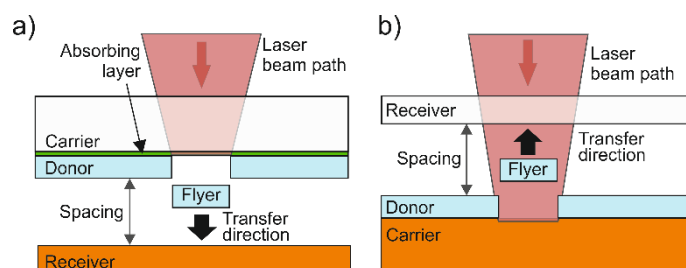 a)
Absorbing
layer
Laser
beam path
Carrier
Donor
Flyer
Spacing
Transfer
direction
Receiver
b)
Laser
beam path
Receiver
Transfer
direction
Spacing
Flyer
Donor
Carrier